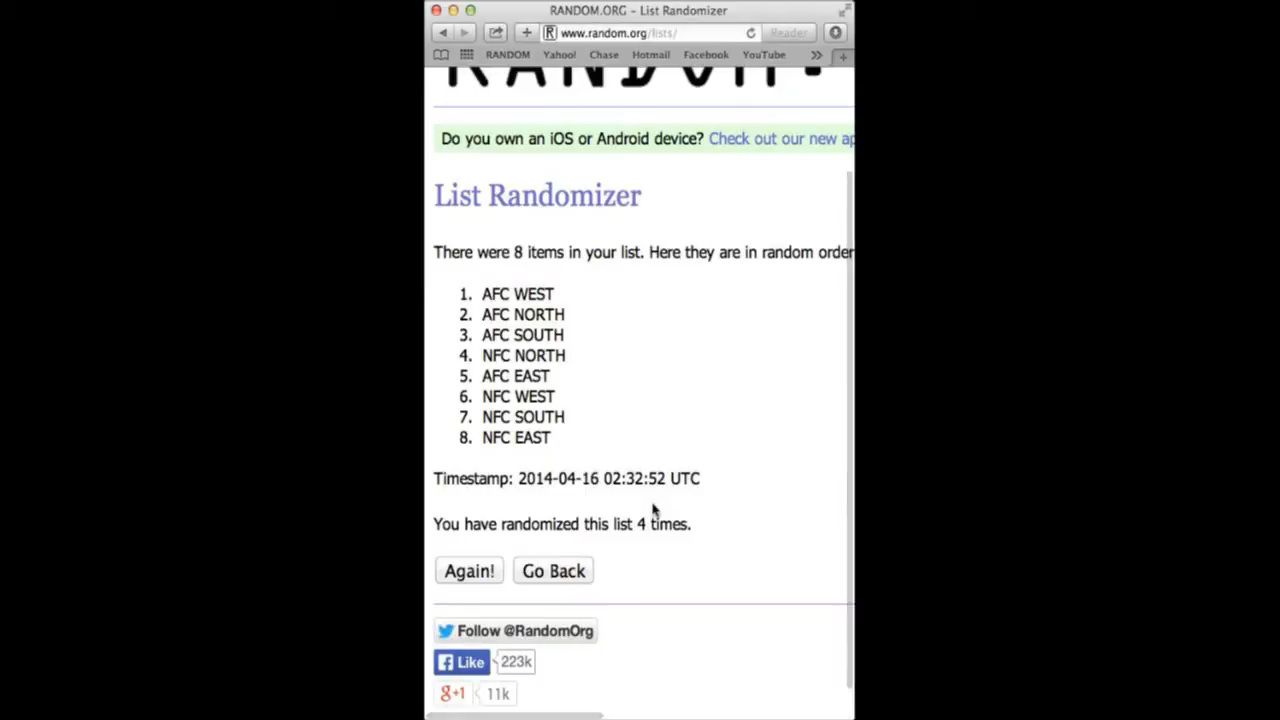 RANDOM.ORG - List Randomizer
www.random.org/lists/ Reader
RANDOM Yahoo! Chase Hotmail Facebook YouTube
RANDOM.
Do you own an iOS or Android device? Check out our new ap
List Randomizer
There were 8 items in your list. Here they are in random order
1. AFC WEST
2. AFC NORTH
3. AFC SOUTH
4. NFC NORTH
5. AFC EAST
6. NFC WEST
7. NFC SOUTH
8. NFC EAST
Timestamp: 2014-04-16 02:32:52 UTC
You have randomized this list 4 times.
Again! Go Back
Follow @RandomOrg
Like 223k
g+1 11k